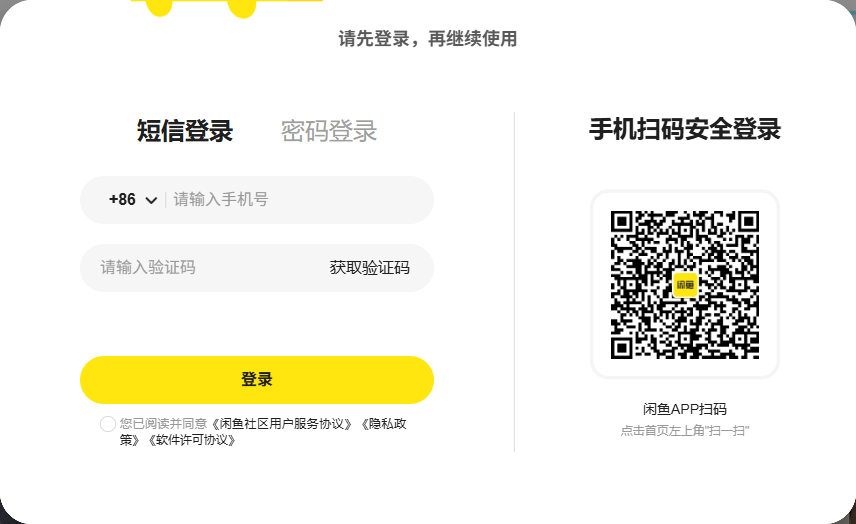 请先登录，再继续使用
短信登录 密码登录
+86 请输入手机号
请输入验证码 获取验证码
登录
您已阅读并同意《闲鱼社区用户服务协议》《隐私政
策》《软件许可协议》
手机扫码安全登录
闲鱼
闲鱼APP扫码
点击首页左上角"扫一扫"